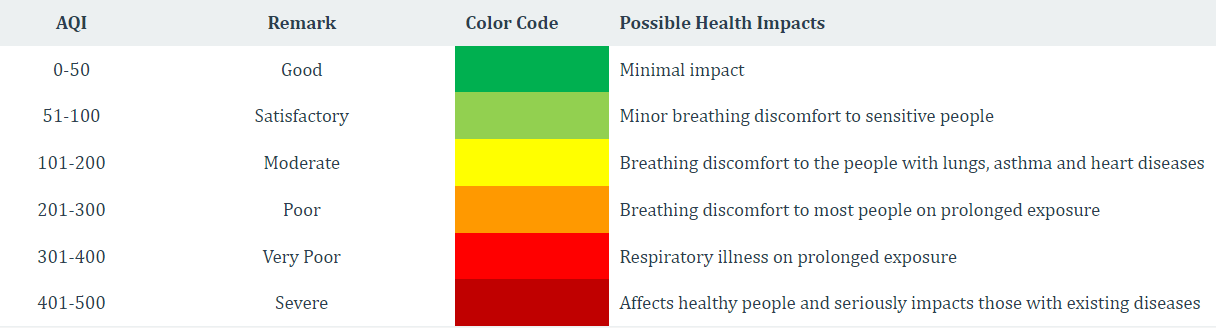 AQI Remark Color Code Possible Health Impacts
0-50 Good Minimal impact
51-100 Satisfactory Minor breathing discomfort to sensitive people
101-200 Moderate Breathing discomfort to the people with lungs, asthma and heart diseases
201-300 Poor Breathing discomfort to most people on prolonged exposure
301-400 Very Poor Respiratory illness on prolonged exposure
401-500 Severe Affects healthy people and seriously impacts those with existing diseases